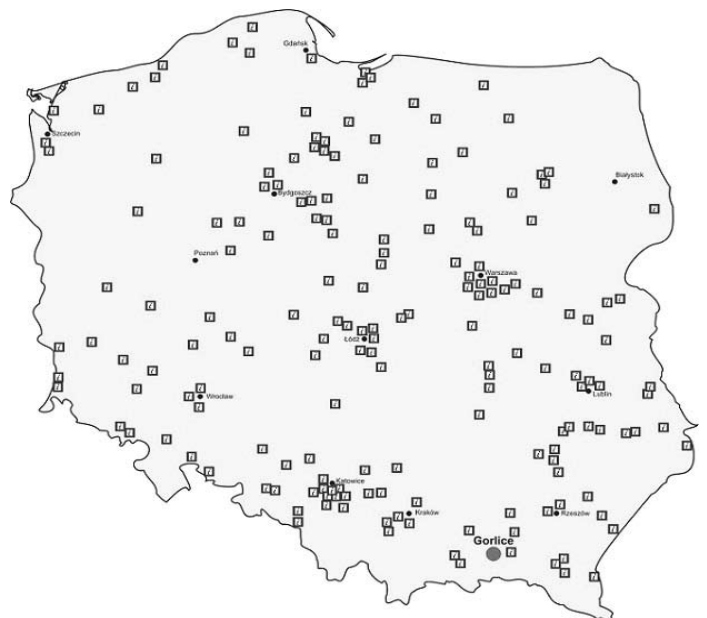 Gdańsk
Szczecin
Białystok
Bydgoszcz
Poznań
Warszawa
Łódź
Lublin
Wrocław
Katowice
Kraków
Rzeszów
Gorlice